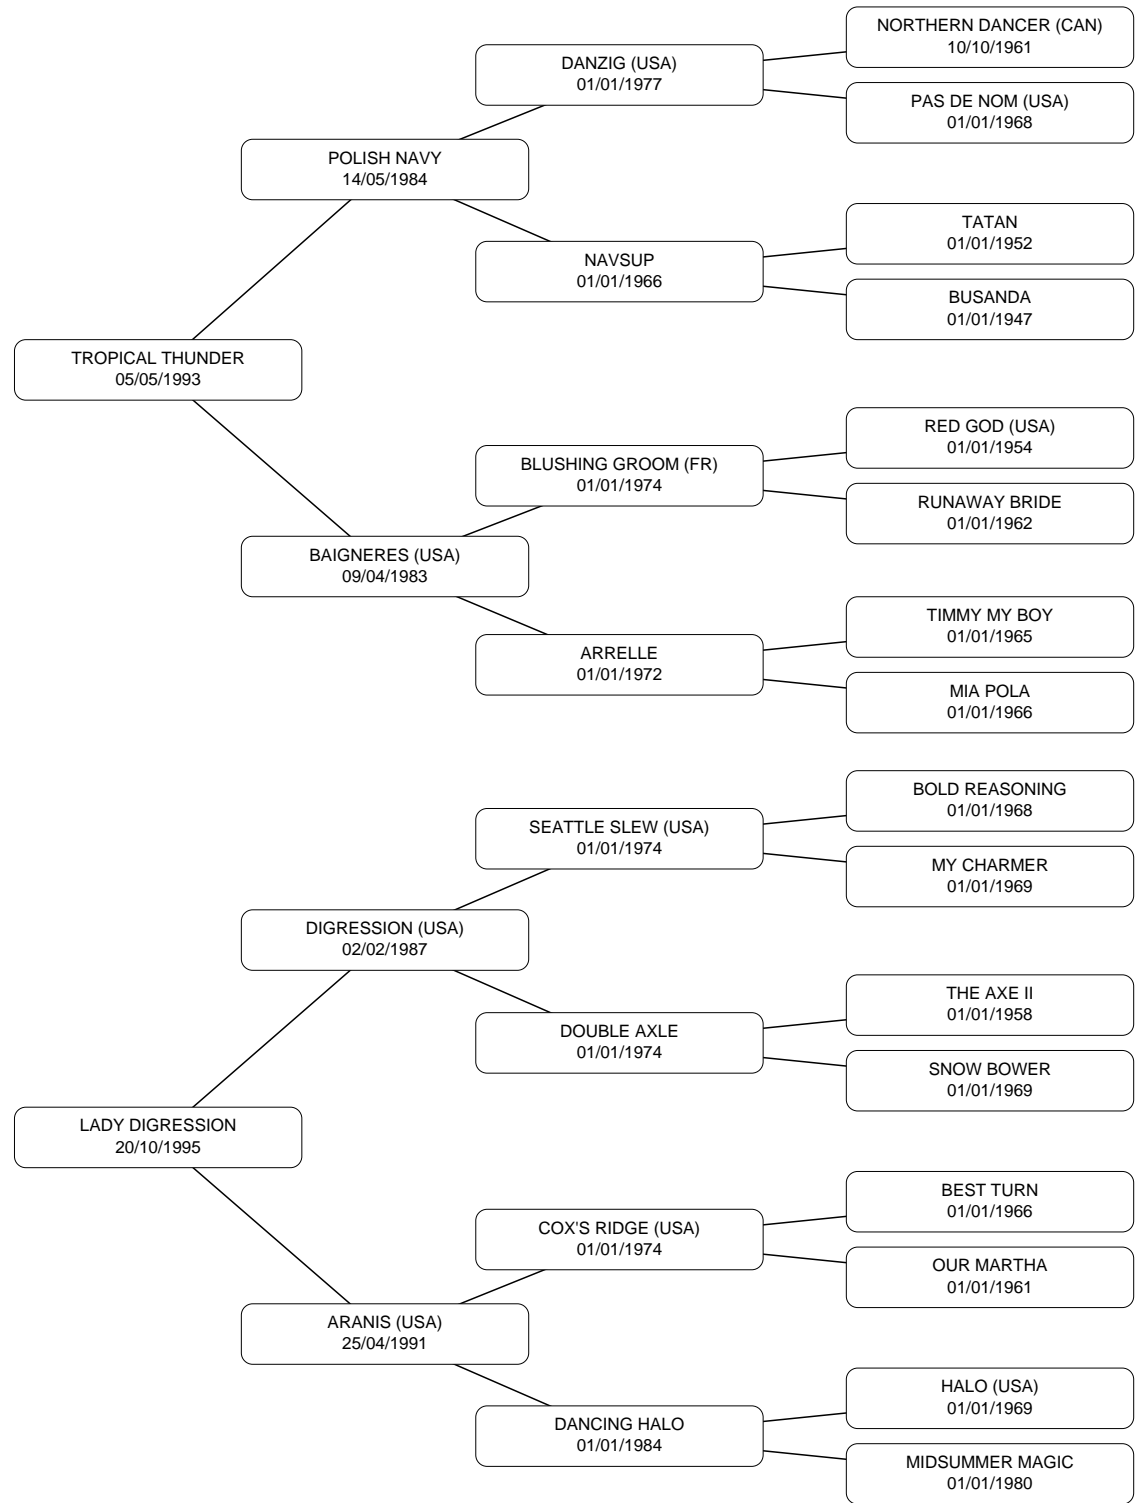 NORTHERN DANCER (CAN)
10/10/1961
DANZIG (USA)
01/01/1977
PAS DE NOM (USA)
01/01/1968
POLISH NAVY
14/05/1984
TATAN
01/01/1952
NAVSUP
01/01/1966
BUSANDA
01/01/1947
TROPICAL THUNDER
05/05/1993
RED GOD (USA)
01/01/1954
BLUSHING GROOM (FR)
01/01/1974
RUNAWAY BRIDE
01/01/1962
BAIGNERES (USA)
09/04/1983
TIMMY MY BOY
01/01/1965
ARRELLE
01/01/1972
MIA POLA
01/01/1966
BOLD REASONING
01/01/1968
SEATTLE SLEW (USA)
01/01/1974
MY CHARMER
01/01/1969
DIGRESSION (USA)
02/02/1987
THE AXE II
01/01/1958
DOUBLE AXLE
01/01/1974
SNOW BOWER
01/01/1969
LADY DIGRESSION
20/10/1995
BEST TURN
01/01/1966
COX'S RIDGE (USA)
01/01/1974
OUR MARTHA
01/01/1961
ARANIS (USA)
25/04/1991
HALO (USA)
01/01/1969
DANCING HALO
01/01/1984
MIDSUMMER MAGIC
01/01/1980